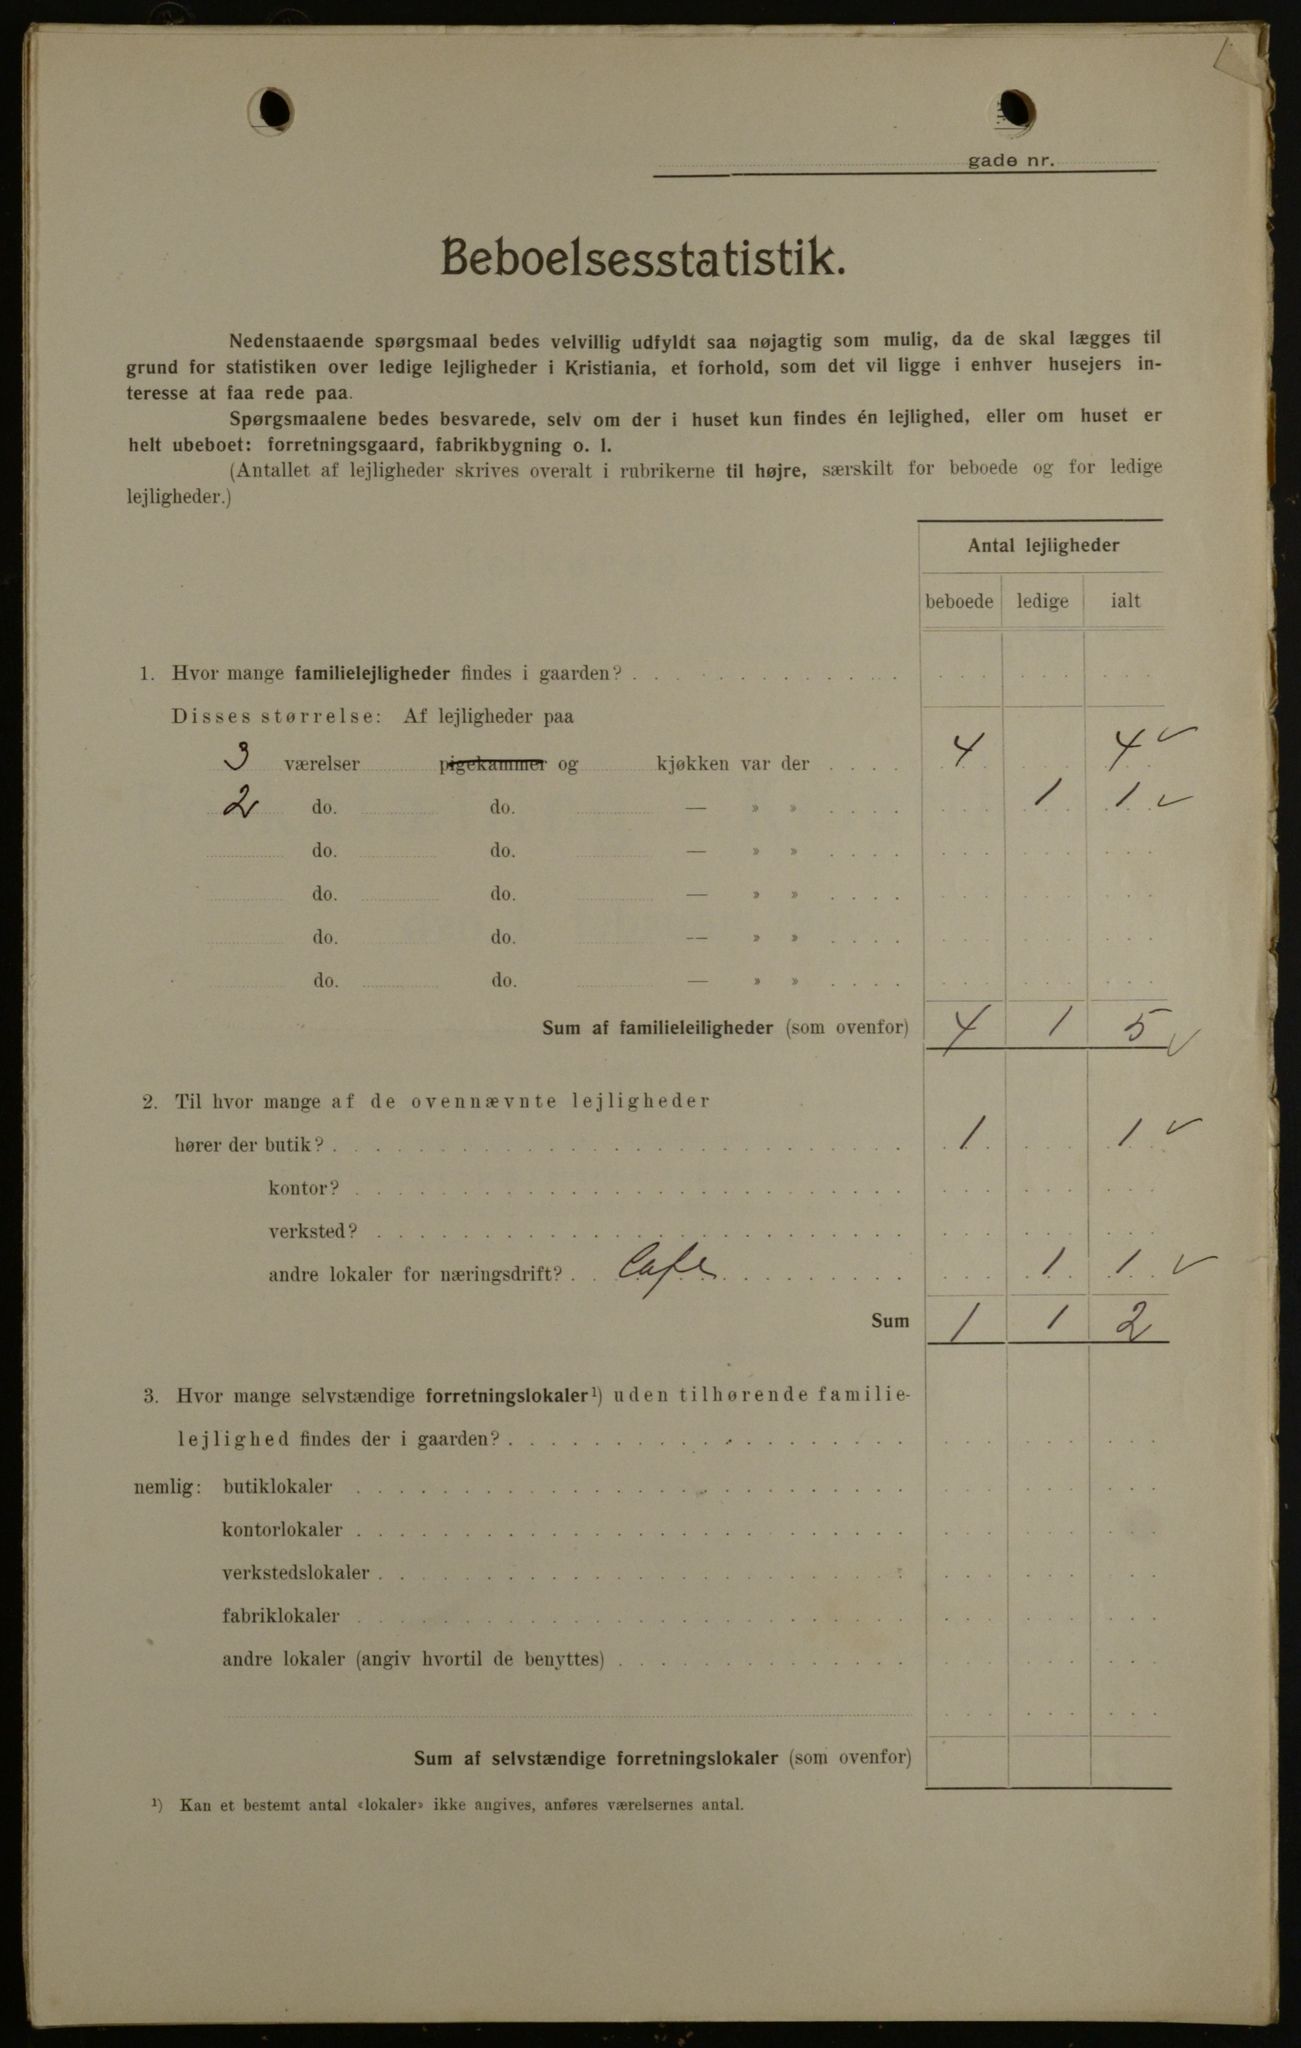 gade nr.
Beboelsesstatistik.
Nedenstaaende spørgsmaal bedes velvillig udfyldt saa nøjagtig som mulig, da de skal lægges til
grund for statistiken over ledige lejligheder i Kristiania, et forhold, som det vil ligge i enhver husejers in-
teresse at faa rede paa.
Spørgsmaalene bedes besvarede, selv om der i huset kun findes én lejlighed, eller om huset er
helt ubeboet: forretningsgaard, fabrikbygning o. l.
(Antallet af lejligheder skrives overalt i rubrikerne til højre, særskilt for beboede og for ledige
lejligheder.)
Antal lejligheder
beboede ledige ialt
1. Hvor mange familielejligheder findes i gaarden?
Disses størrelse: Af lejligheder paa
3 værelser pigekammer og kjøkken var der 4 4 ✓
2 do. do. — » » 1 1 ✓
do. do. — » »
do. do. — » »
do. do. — » »
do. do. — » »
Sum af familieleiligheder (som ovenfor) 4 1 5 ✓
2. Til hvor mange af de ovennævnte lejligheder
hører der butik? 1 1 ✓
kontor?
verksted?
andre lokaler for næringsdrift? Cafe 1 1 ✓
Sum 1 1 2
3. Hvor mange selvstændige forretningslokaler¹) uden tilhørende familie-
lejlighed findes der i gaarden?
nemlig: butiklokaler
kontorlokaler
verkstedslokaler
fabriklokaler
andre lokaler (angiv hvortil de benyttes)
Sum af selvstændige forretningslokaler (som ovenfor)
¹) Kan et bestemt antal «lokaler» ikke angives, anføres værelsernes antal.